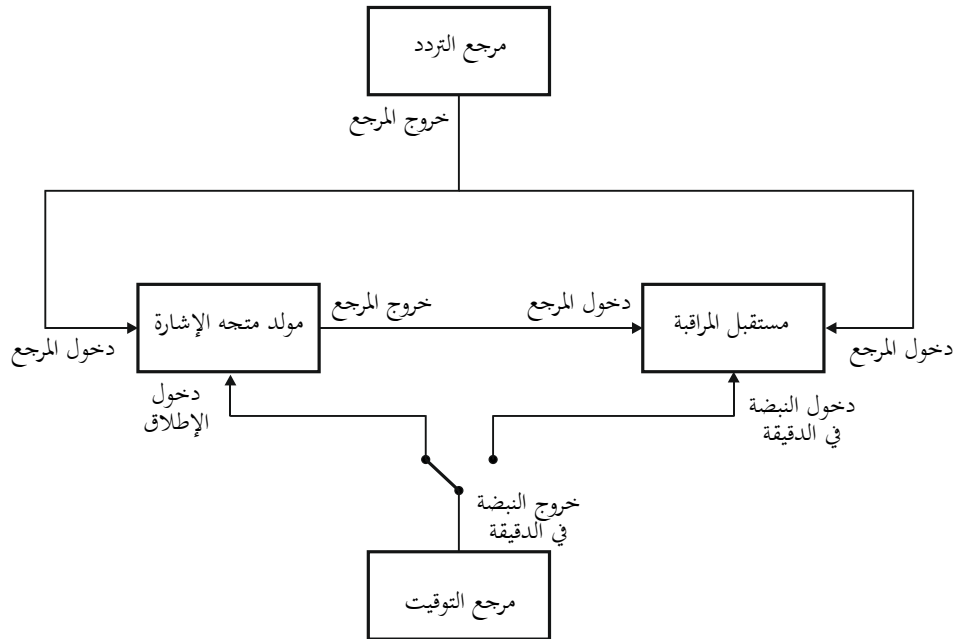 مرجع التردد
خروج المرجع
مولد متجه الإشارة
خروج المرجع
دخول المرجع
مستقبل المراقبة
دخول المرجع
دخول المرجع
دخول
الإطلاق
دخول النبضة
في الدقيقة
خروج النبضة
في الدقيقة
مرجع التوقيت